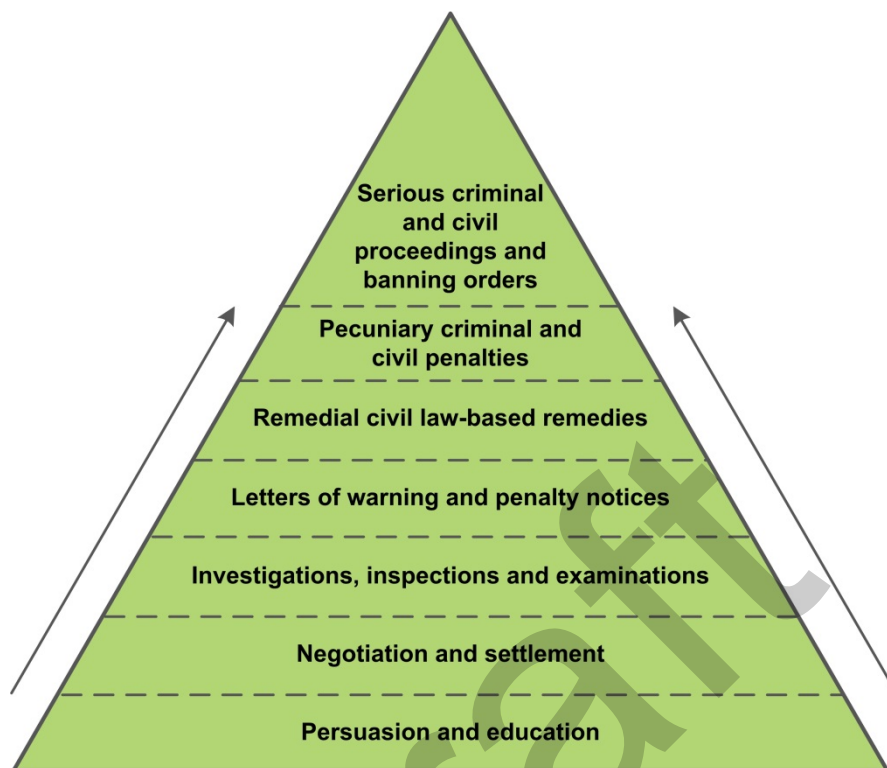 Serious criminal
and civil
proceedings and
banning orders
Pecuniary criminal and
civil penalties
Remedial civil law-based remedies
Letters of warning and penalty notices
Investigations, inspections and examinations
Negotiation and settlement
Persuasion and education